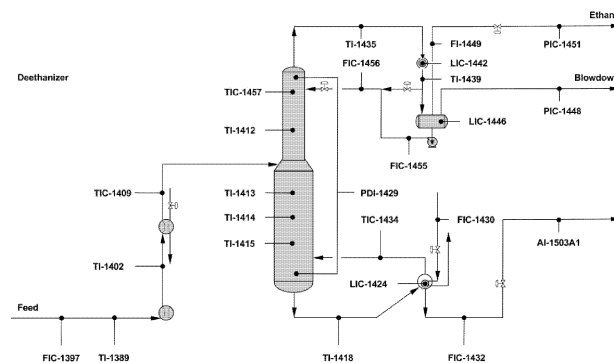 Ethan
TI-1435
FI-1449
PIC-1451
FIC-1456
LIC-1442
Deethanizer
TI-1439
Blowdow
TIC-1457
PIC-1448
LIC-1446
TI-1412
FIC-1455
TIC-1409
TI-1413
PDI-1429
TI-1414
TIC-1434
FIC-1430
TI-1415
AI-1503A1
TI-1402
LIC-1424
Feed
FIC-1397
TI-1389
TI-1418
FIC-1432